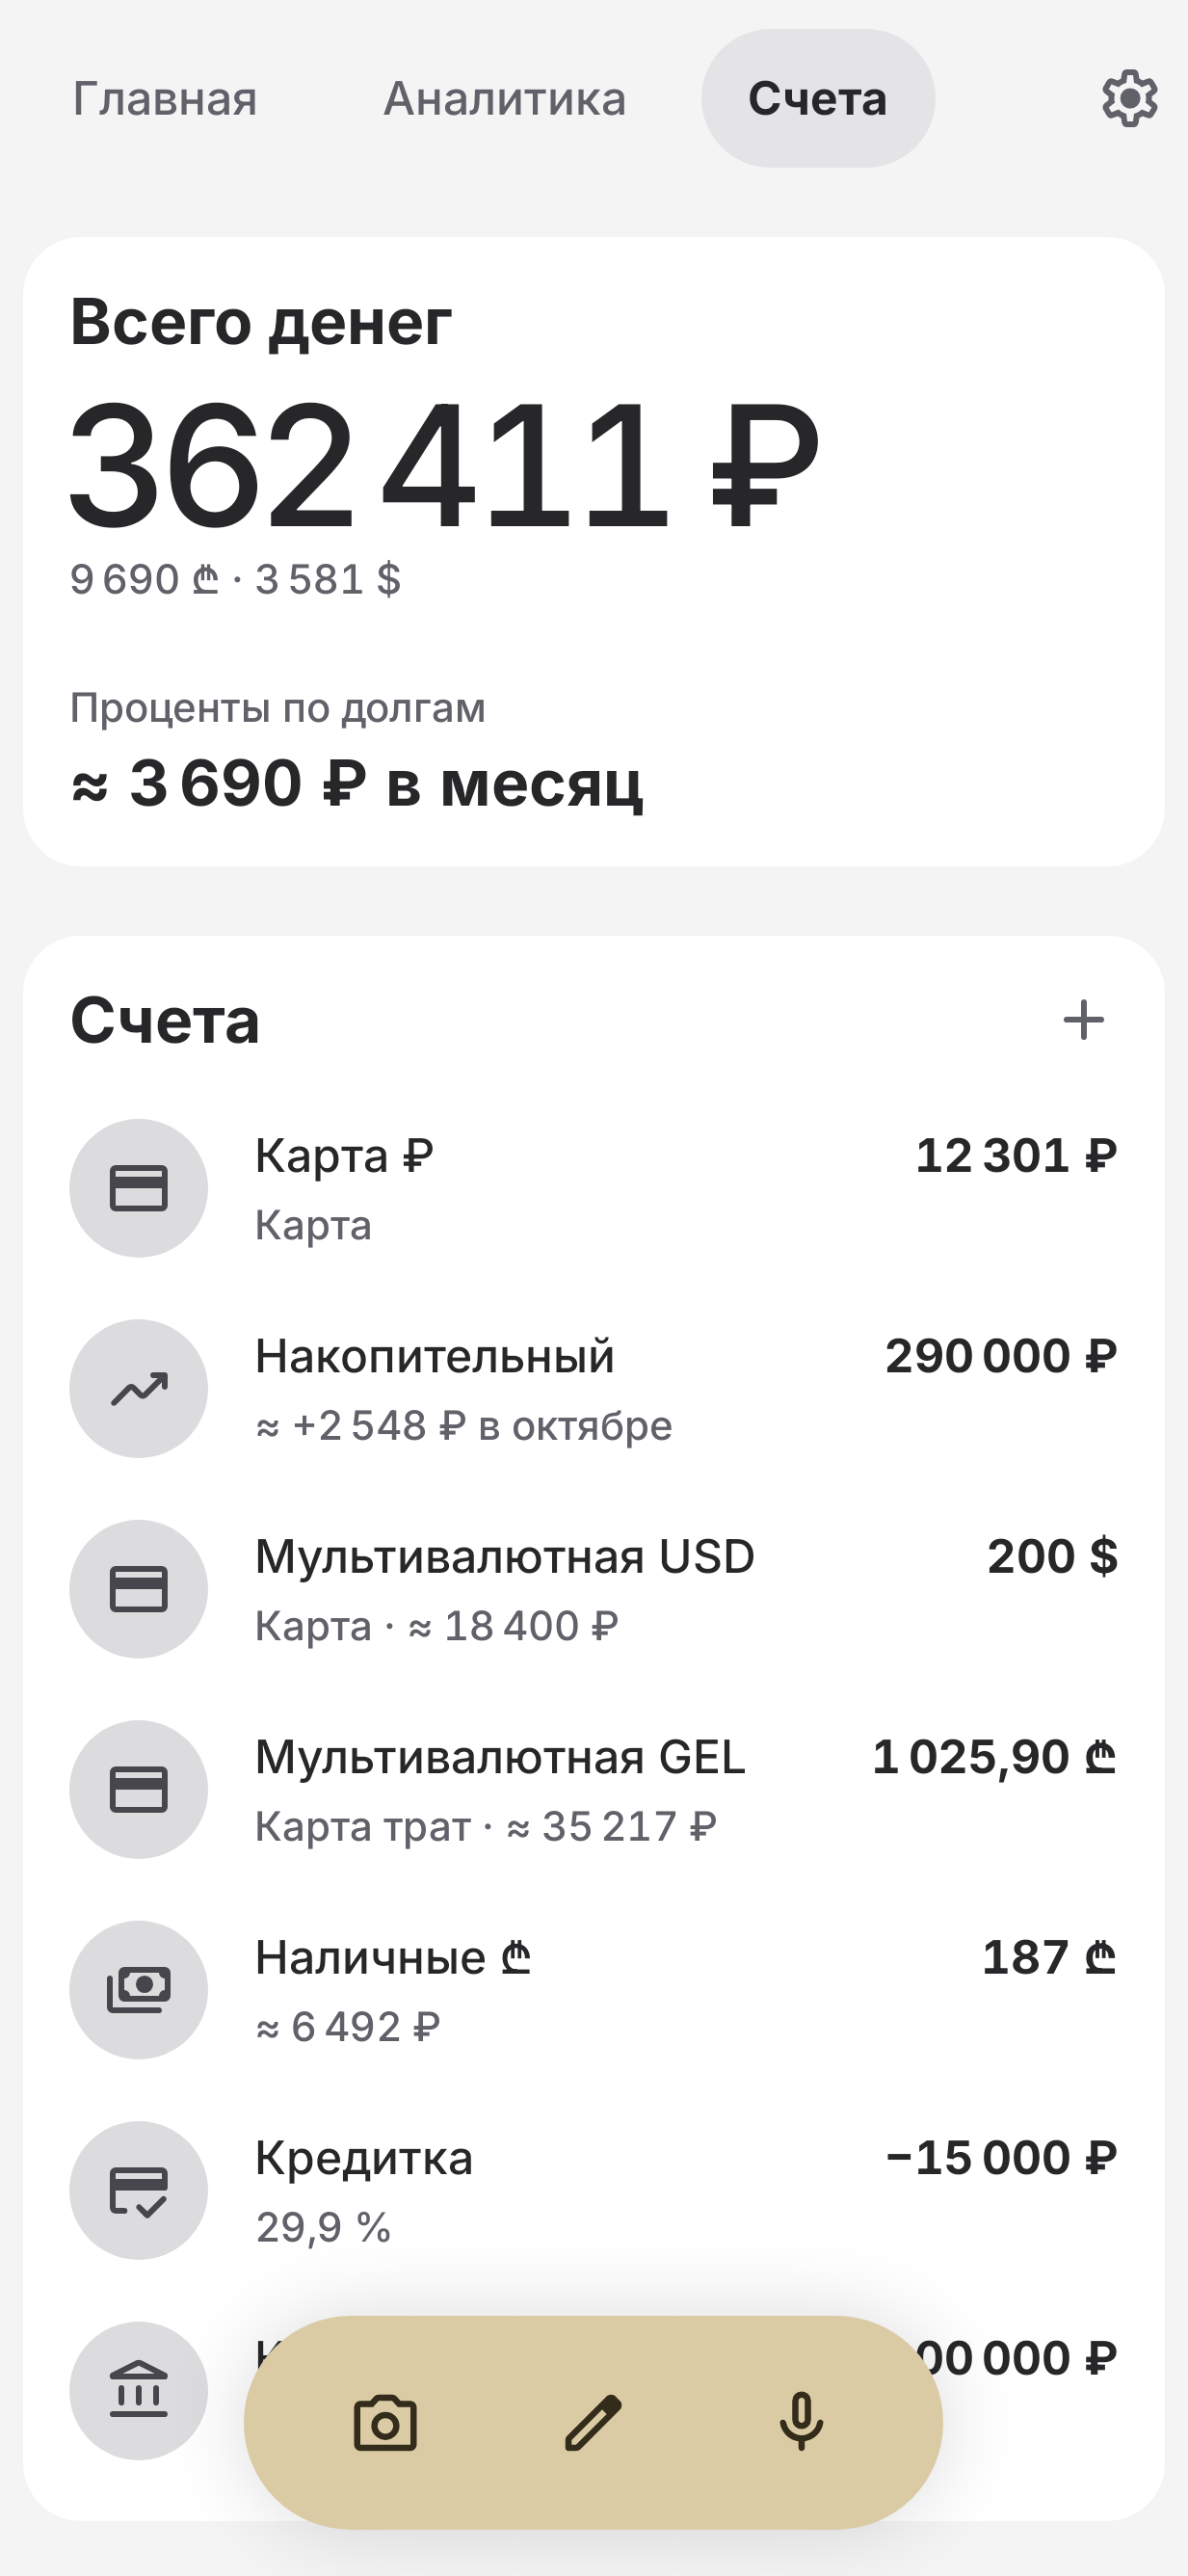 Главная Аналитика Счета
Всего денег
362 411 ₽
9 690 ₾ · 3 581 $
Проценты по долгам
≈ 3 690 ₽ в месяц
Счета
Карта ₽ 12 301 ₽
Карта
Накопительный 290 000 ₽
≈ +2 548 ₽ в октябре
Мультивалютная USD 200 $
Карта · ≈ 18 400 ₽
Мультивалютная GEL 1 025,90 ₾
Карта трат · ≈ 35 217 ₽
Наличные ₾ 187 ₾
≈ 6 492 ₽
Кредитка −15 000 ₽
29,9 %
00 000 ₽